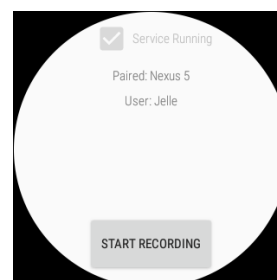 Service Running
Paired: Nexus 5
User: Jelle
START RECORDING